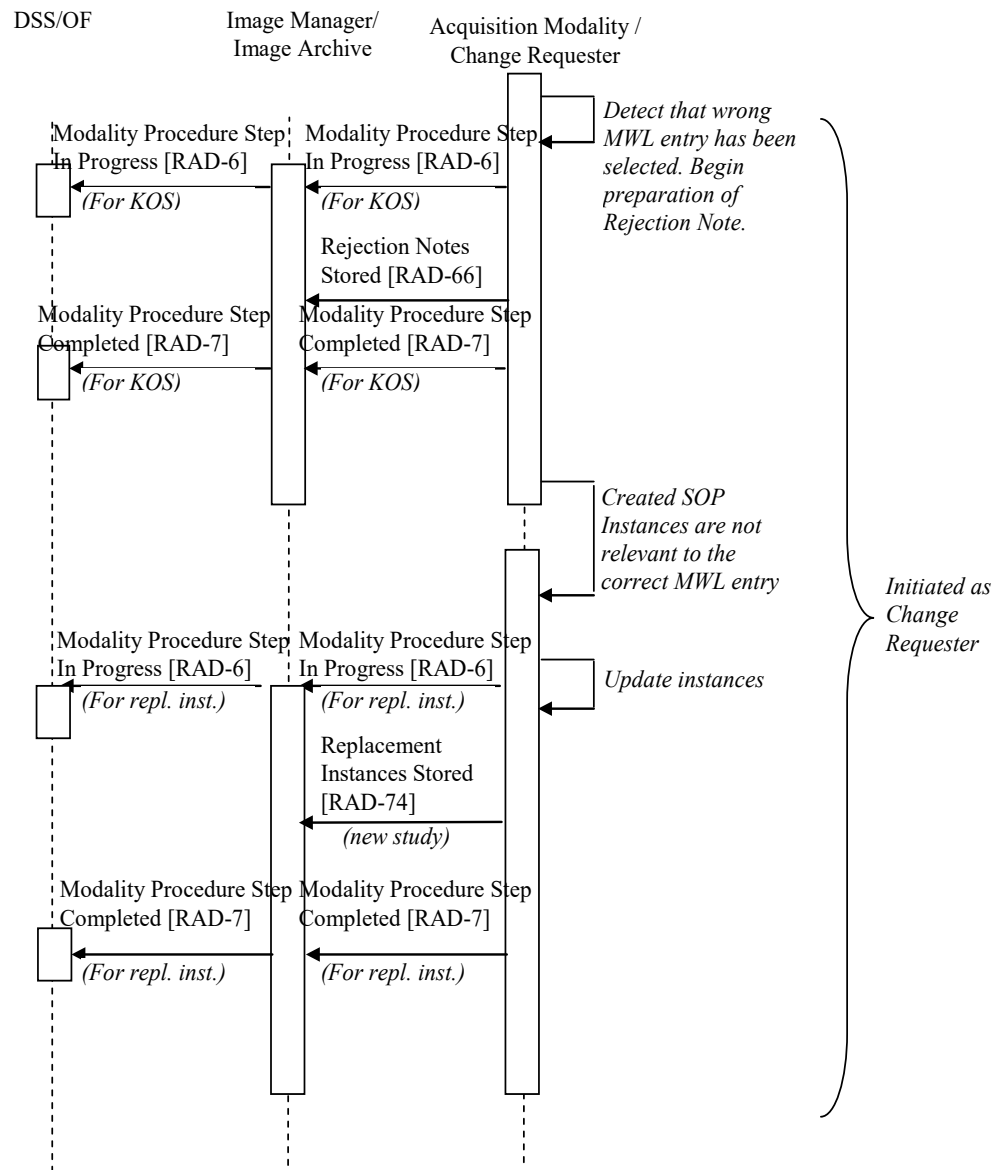 DSS/OF
Image Manager/
Image Archive
Acquisition Modality /
Change Requester
Detect that wrong
MWL entry has been
selected. Begin
preparation of
Rejection Note.
Modality Procedure Step
In Progress [RAD-6]
(For KOS)
Modality Procedure Step
In Progress [RAD-6]
(For KOS)
Rejection Notes
Stored [RAD-66]
Modality Procedure Step
Completed [RAD-7]
(For KOS)
Modality Procedure Step
Completed [RAD-7]
(For KOS)
Created SOP
Instances are not
relevant to the
correct MWL entry
Initiated as
Change
Requester
Modality Procedure Step
In Progress [RAD-6]
(For repl. inst.)
Modality Procedure Step
In Progress [RAD-6]
(For repl. inst.)
Update instances
Replacement
Instances Stored
[RAD-74]
(new study)
Modality Procedure Step
Completed [RAD-7]
(For repl. inst.)
Modality Procedure Step
Completed [RAD-7]
(For repl. inst.)